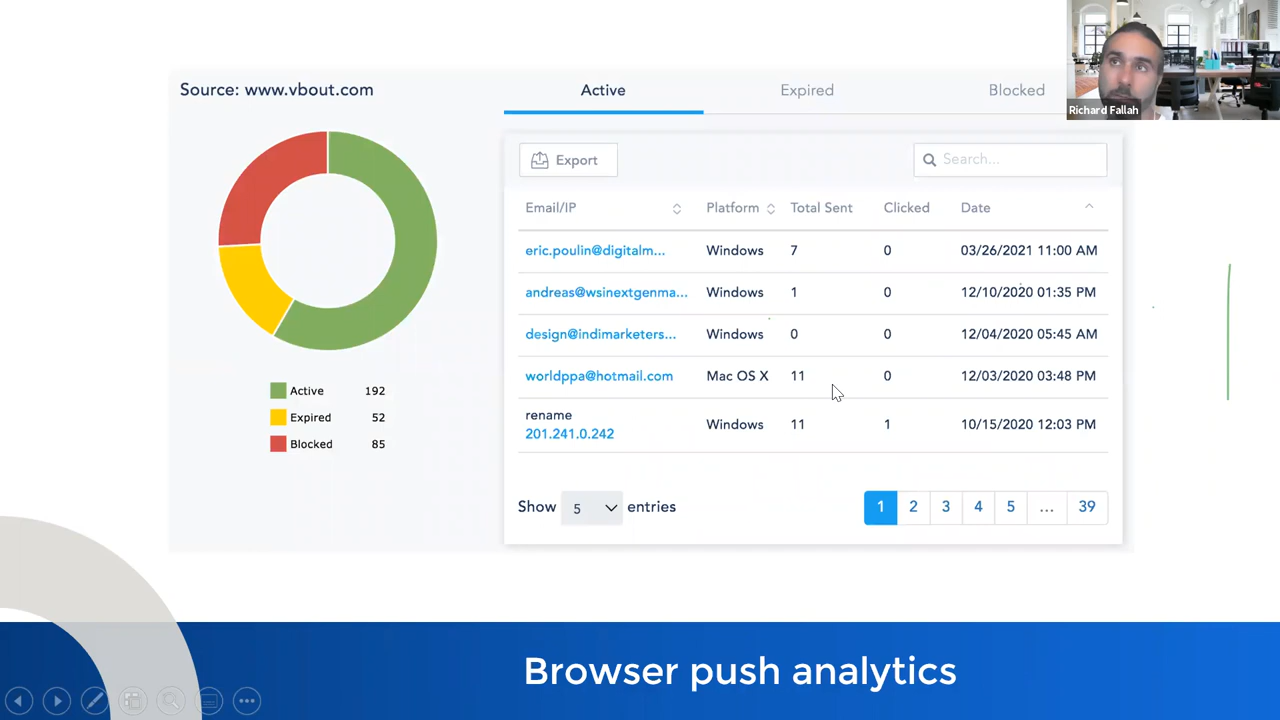 Richard Fallah
Source: www.vbout.com
Active Expired Blocked
Export
Search...
Email/IP Platform Total Sent Clicked Date
eric.poulin@digitalm... Windows 7 0 03/26/2021 11:00 AM
andreas@wsinextgenma... Windows 1 0 12/10/2020 01:35 PM
design@indimarketers... Windows 0 0 12/04/2020 05:45 AM
worldppa@hotmail.com Mac OS X 11 0 12/03/2020 03:48 PM
rename
201.241.0.242 Windows 11 1 10/15/2020 12:03 PM
Active 192
Expired 52
Blocked 85
Show 5 entries
1 2 3 4 5 ... 39
Browser push analytics